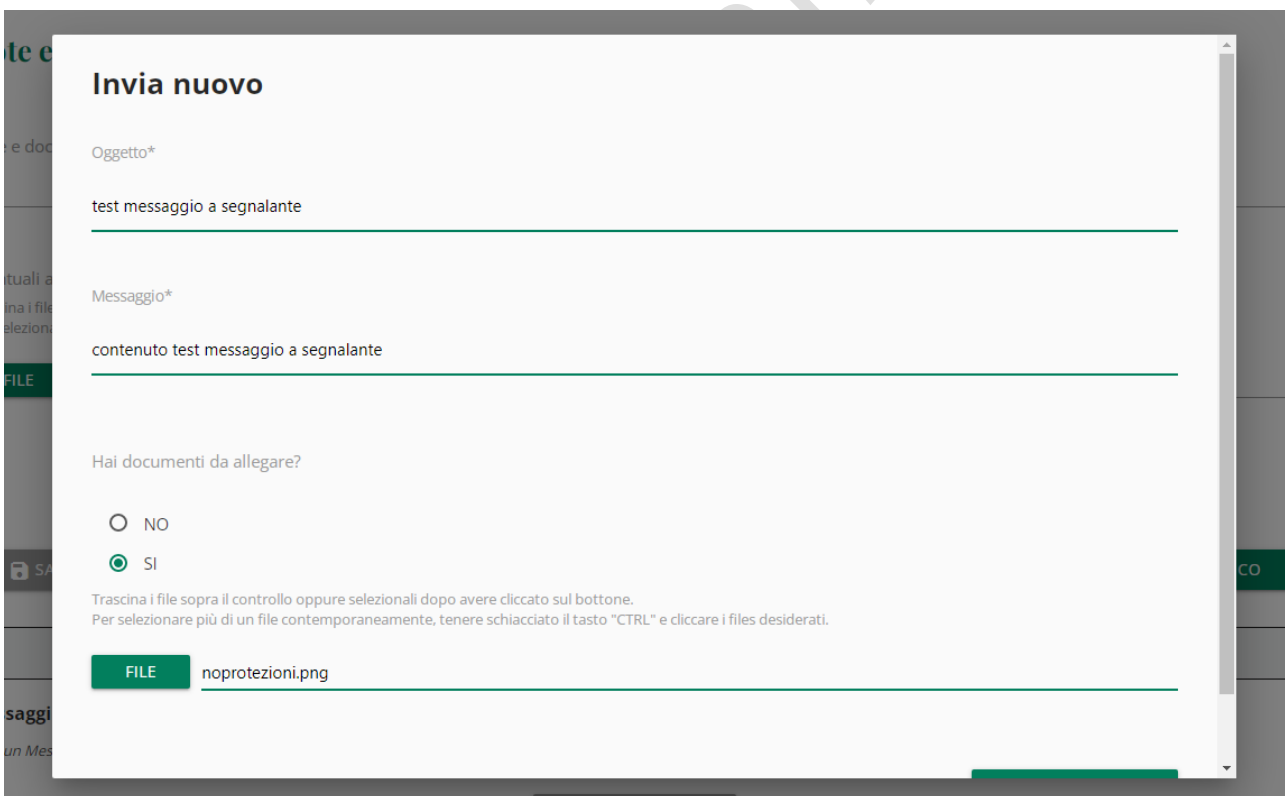 Invia nuovo
Oggetto*
test messaggio a segnalante
Messaggio*
contenuto test messaggio a segnalante
Hai documenti da allegare?
NO
SI
Trascina i file sopra il controllo oppure selezionali dopo avere cliccato sul bottone.
Per selezionare più di un file contemporaneamente, tenere schiacciato il tasto "CTRL" e cliccare i files desiderati.
FILE
noprotezioni.png
FILE